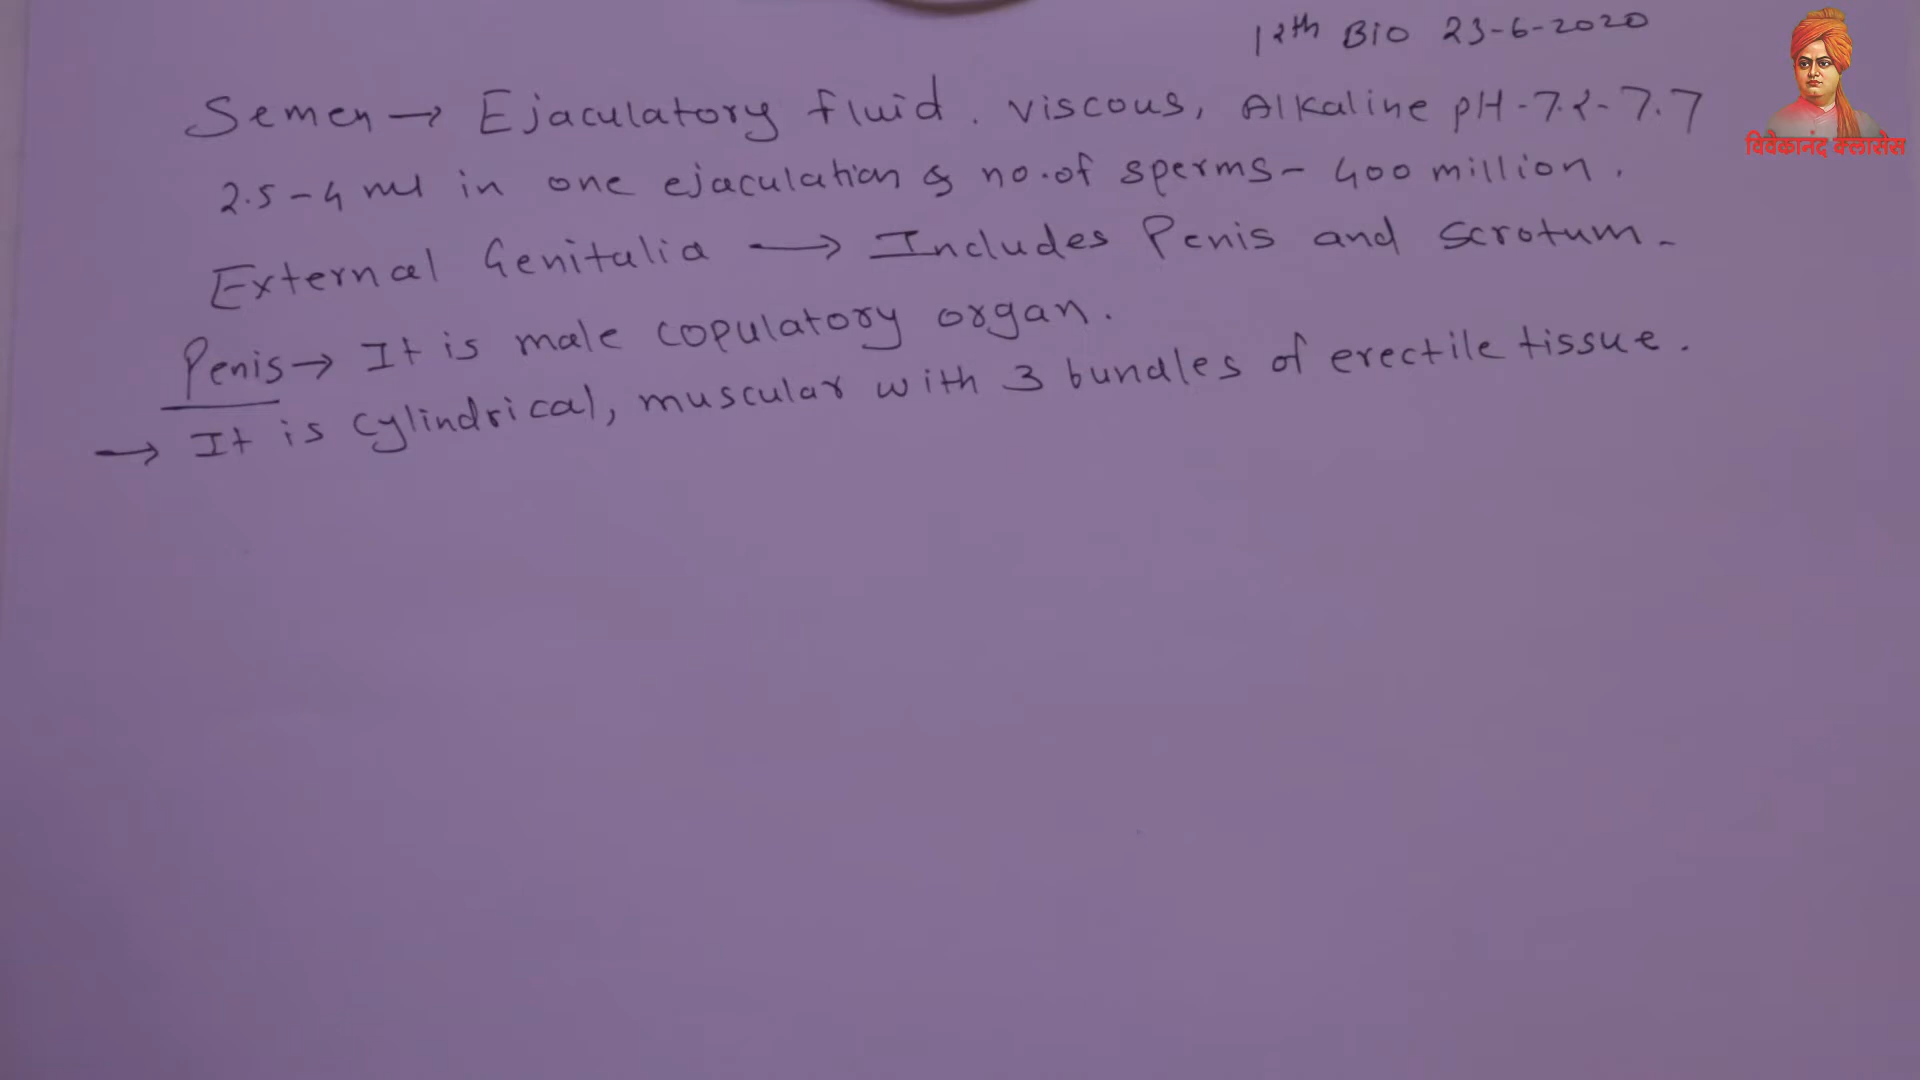 12th Bio 23-6-2020
विवेकानंद क्लासेस
Semen → Ejaculatory fluid. viscous, Alkaline pH-7.2-7.7
2.5-4 ml in one ejaculation & no.of sperms- 400 million.
External Genitalia → Includes Penis and scrotum-
Penis → It is male copulatory organ.
→ It is cylindrical, muscular with 3 bundles of erectile tissue.